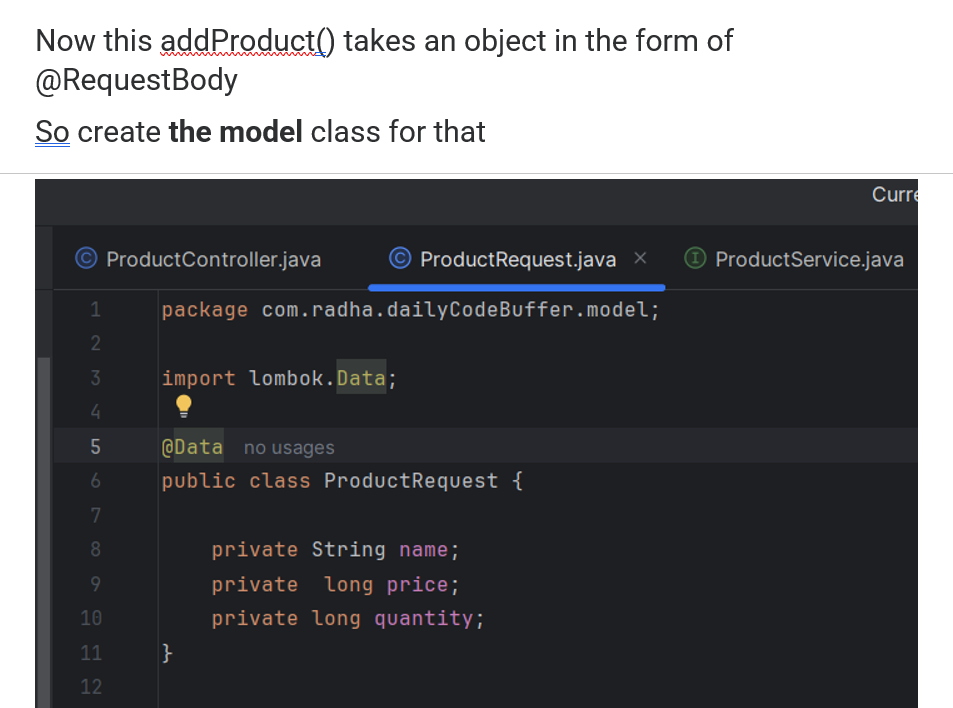 Now this addProduct() takes an object in the form of
@RequestBody
So create the model class for that
Curre
ProductController.java ProductRequest.java ProductService.java
1 package com.radha.dailyCodeBuffer.model;
2
3 import lombok.Data;
4
5 @Data no usages
6 public class ProductRequest {
7
8 private String name;
9 private  long price;
10 private long quantity;
11 }
12